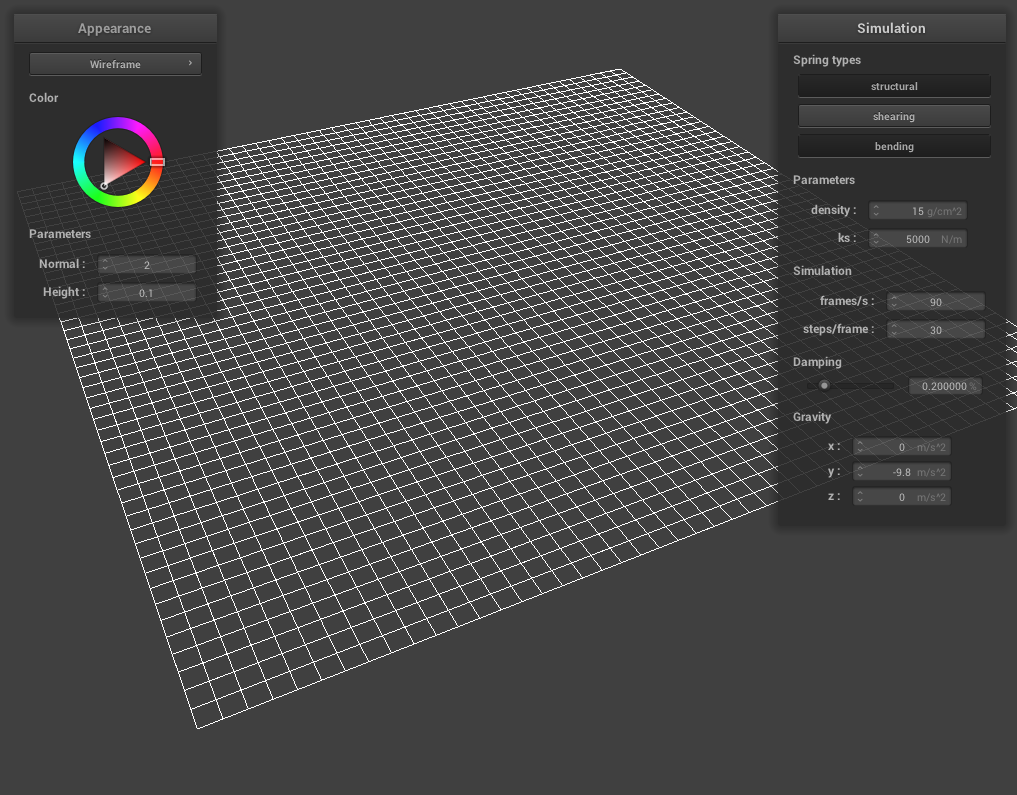 Appearance
Wireframe ›
Color
Parameters
Normal : 2
Height : 0.1
Simulation
Spring types
structural
shearing
bending
Parameters
density : 15 g/cm^2
ks : 5000 N/m
Simulation
frames/s : 90
steps/frame : 30
Damping
0.200000 %
Gravity
x : 0 m/s^2
y : -9.8 m/s^2
z : 0 m/s^2